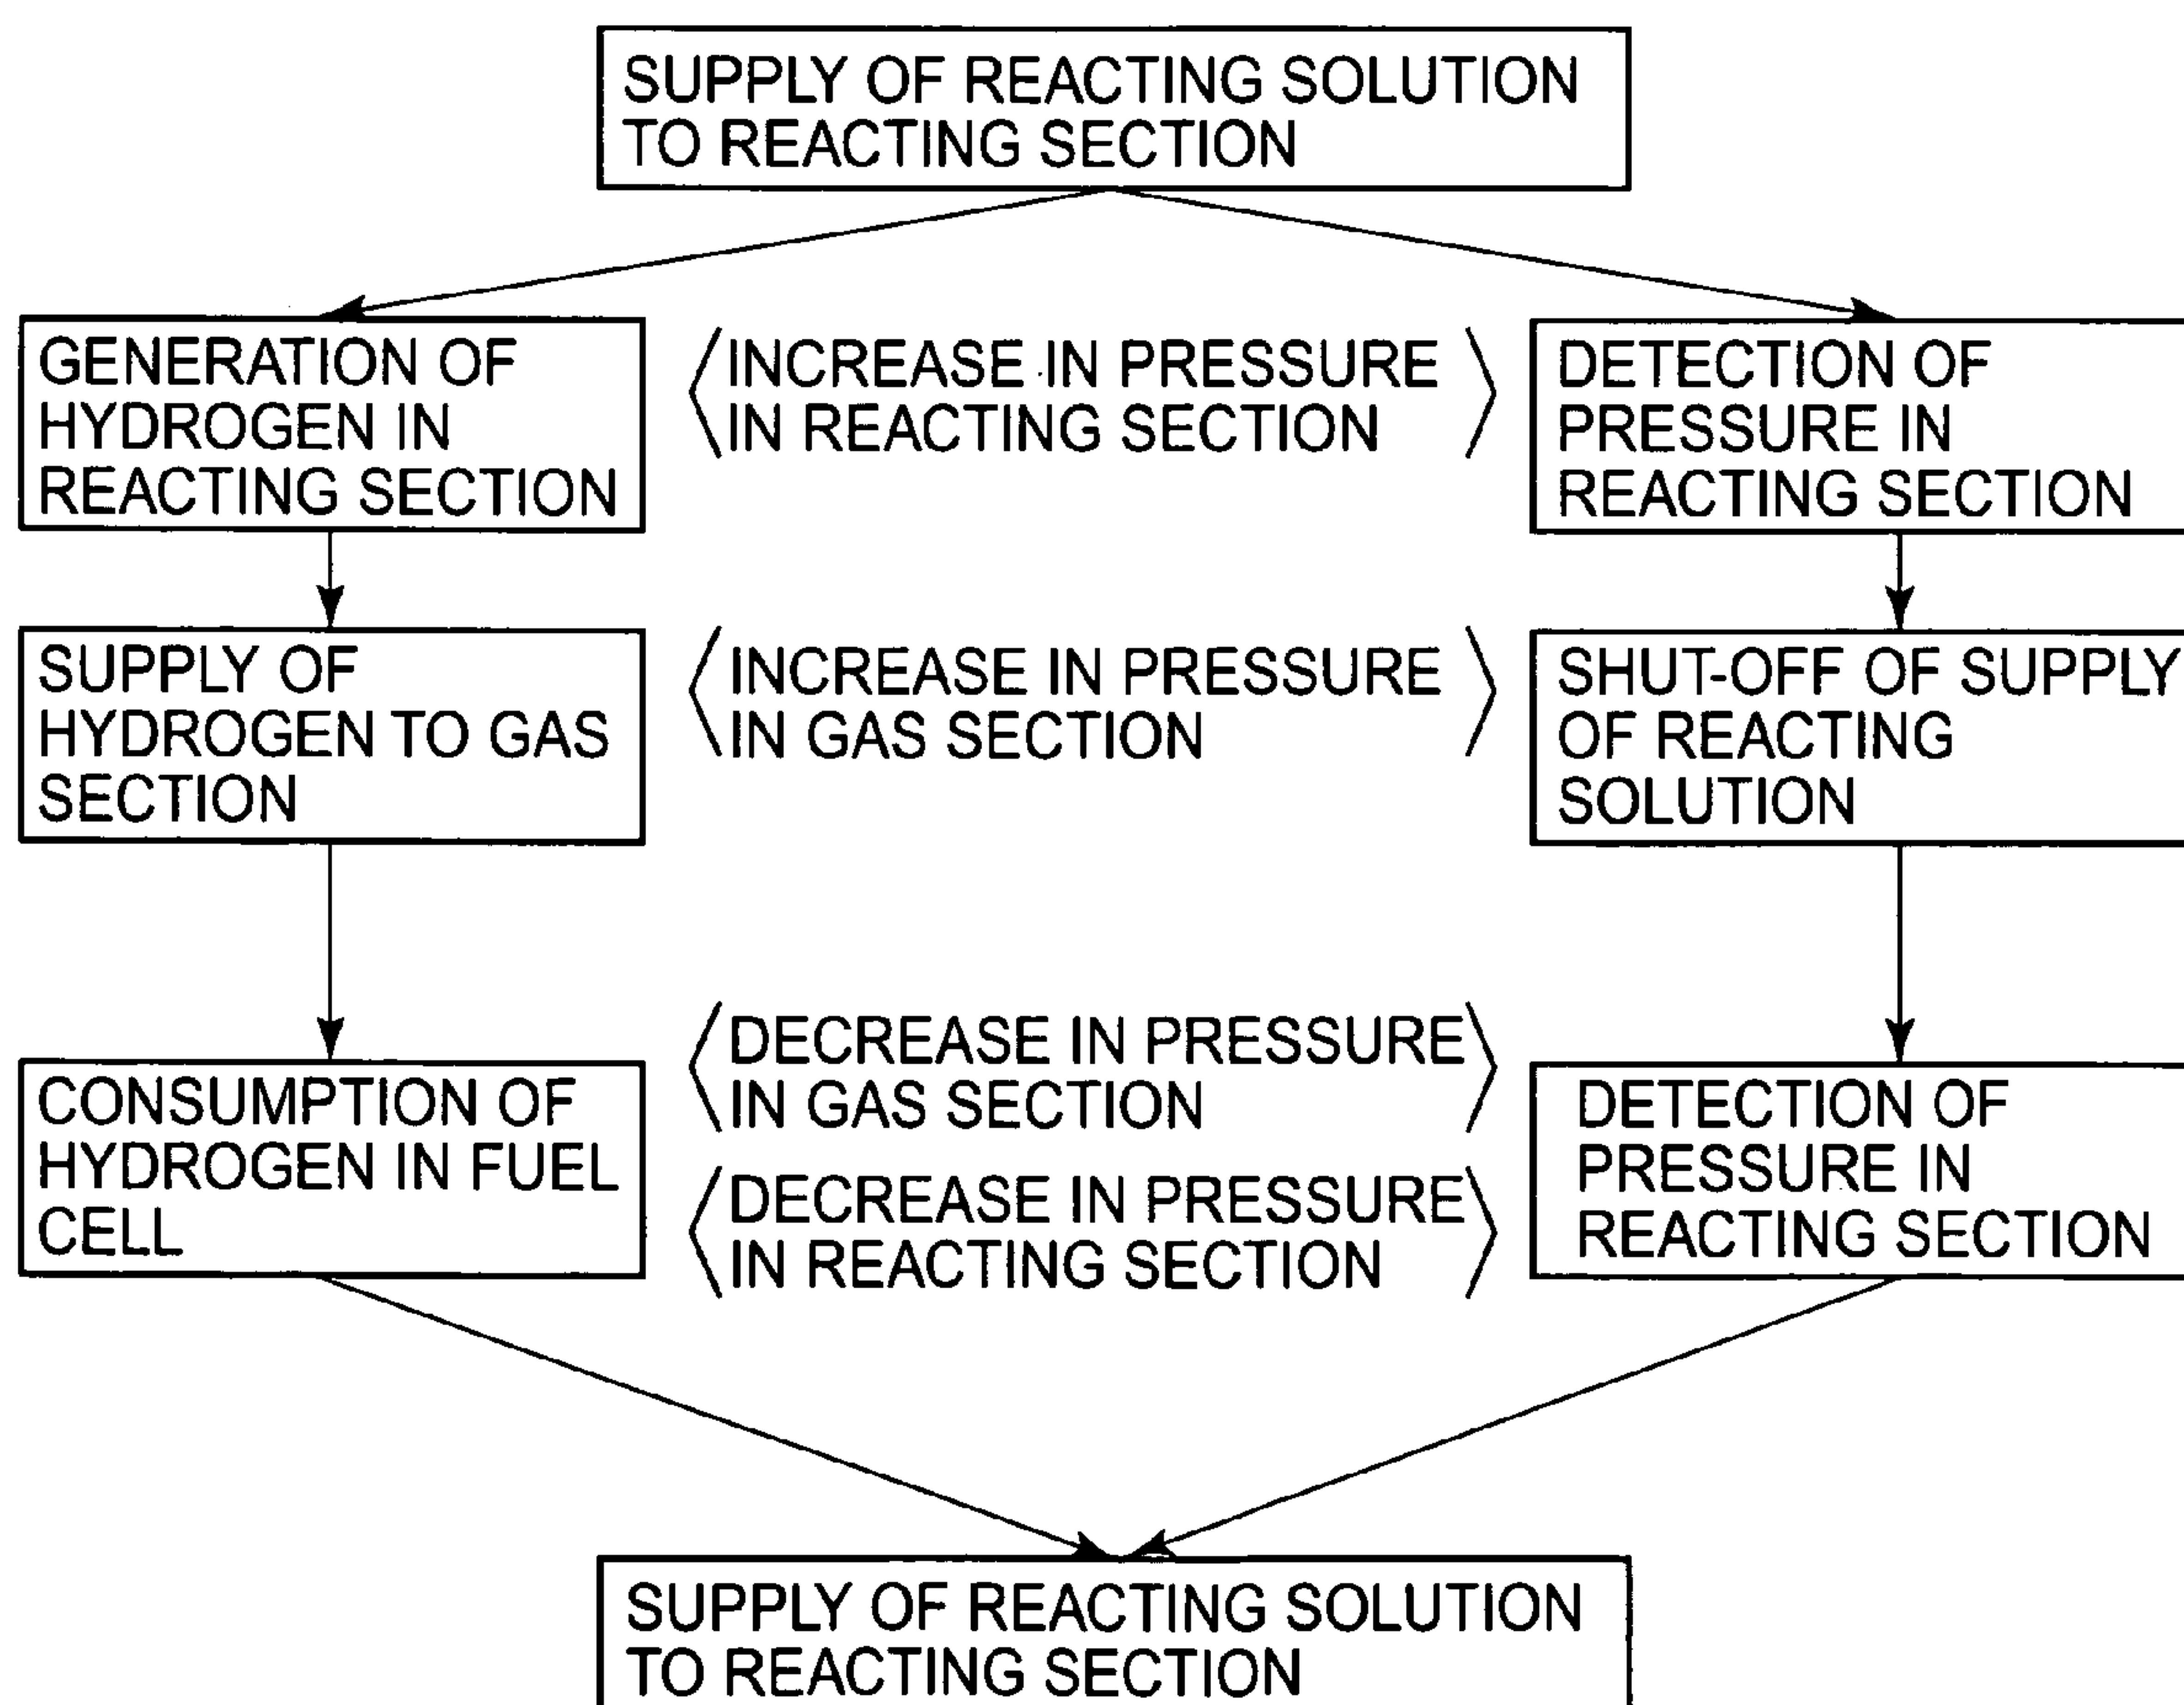 SUPPLY OF REACTING SOLUTION
TO REACTING SECTION
GENERATION OF
HYDROGEN IN
REACTING SECTION
INCREASE IN PRESSURE
IN REACTING SECTION
DETECTION OF
PRESSURE IN
REACTING SECTION
SUPPLY OF
HYDROGEN TO GAS
SECTION
INCREASE IN PRESSURE
IN GAS SECTION
SHUT-OFF OF SUPPLY
OF REACTING
SOLUTION
CONSUMPTION OF
HYDROGEN IN FUEL
CELL
DECREASE IN PRESSURE
IN GAS SECTION
DECREASE IN PRESSURE
IN REACTING SECTION
DETECTION OF
PRESSURE IN
REACTING SECTION
SUPPLY OF REACTING SOLUTION
TO REACTING SECTION